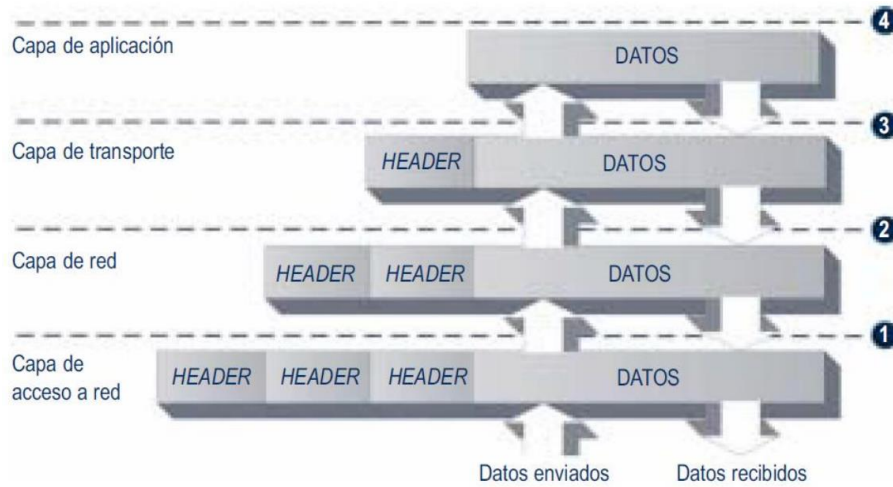 4
Capa de aplicación
DATOS
3
Capa de transporte
HEADER DATOS
2
Capa de red
HEADER HEADER DATOS
1
Capa de
acceso a red
HEADER HEADER HEADER DATOS
Datos enviados Datos recibidos